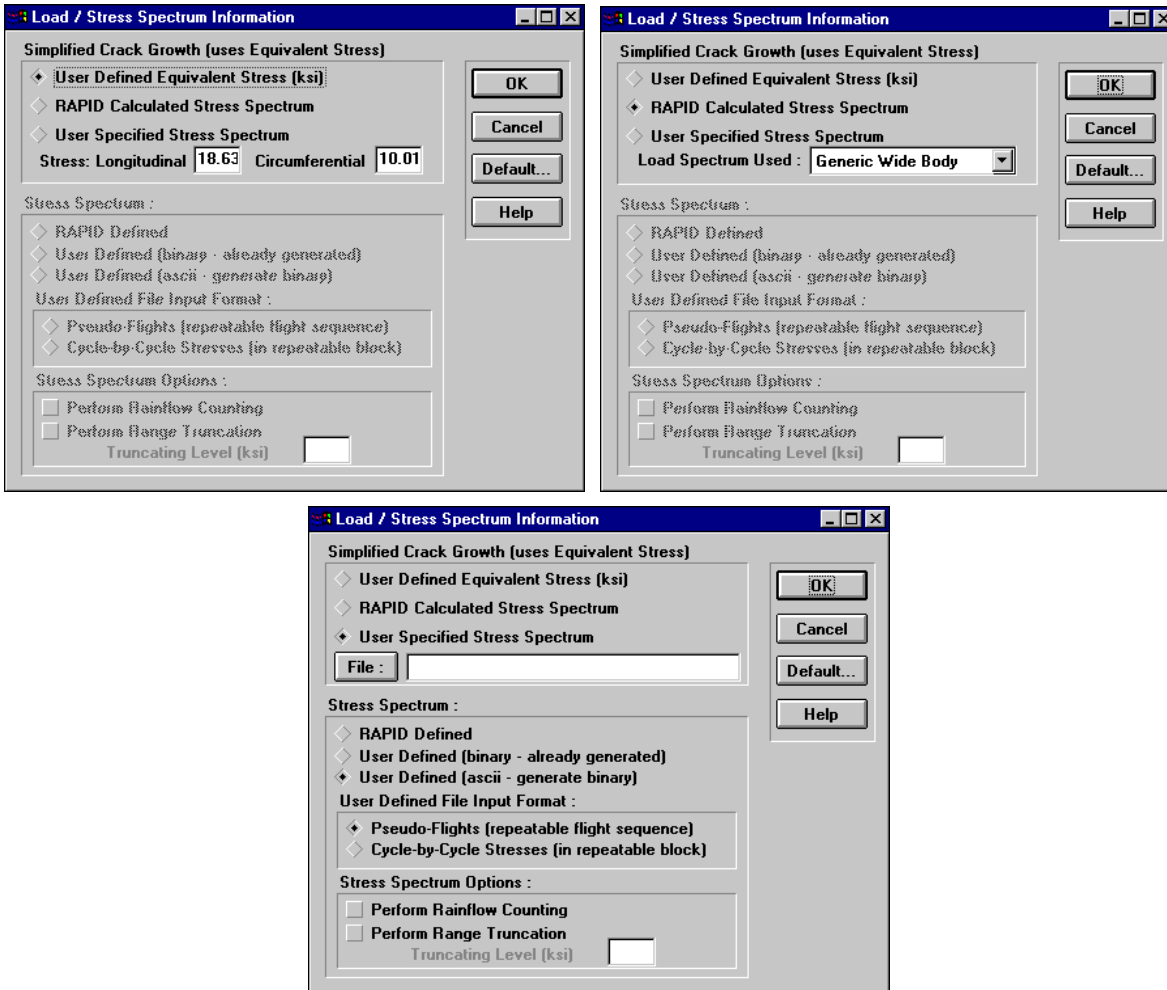 Load / Stress Spectrum Information
Simplified Crack Growth (uses Equivalent Stress)
User Defined Equivalent Stress (ksi)
RAPID Calculated Stress Spectrum
User Specified Stress Spectrum
Stress: Longitudinal 18.63 Circumferential 10.01
OK
Cancel
Default...
Help
Stress Spectrum :
RAPID Defined
User Defined (binary - already generated)
User Defined (ascii - generate binary)
User Defined File Input Format :
Pseudo-Flights (repeatable flight sequence)
Cycle-by-Cycle Stresses (in repeatable block)
Stress Spectrum Options :
Perform Rainflow Counting
Perform Range Truncation
Truncating Level (ksi)
Load / Stress Spectrum Information
Simplified Crack Growth (uses Equivalent Stress)
User Defined Equivalent Stress (ksi)
RAPID Calculated Stress Spectrum
User Specified Stress Spectrum
Load Spectrum Used : Generic Wide Body
OK
Cancel
Default...
Help
Stress Spectrum :
RAPID Defined
User Defined (binary - already generated)
User Defined (ascii - generate binary)
User Defined File Input Format :
Pseudo-Flights (repeatable flight sequence)
Cycle-by-Cycle Stresses (in repeatable block)
Stress Spectrum Options :
Perform Rainflow Counting
Perform Range Truncation
Truncating Level (ksi)
Load / Stress Spectrum Information
Simplified Crack Growth (uses Equivalent Stress)
User Defined Equivalent Stress (ksi)
RAPID Calculated Stress Spectrum
User Specified Stress Spectrum
File :
OK
Cancel
Default...
Help
Stress Spectrum :
RAPID Defined
User Defined (binary - already generated)
User Defined (ascii - generate binary)
User Defined File Input Format :
Pseudo-Flights (repeatable flight sequence)
Cycle-by-Cycle Stresses (in repeatable block)
Stress Spectrum Options :
Perform Rainflow Counting
Perform Range Truncation
Truncating Level (ksi)